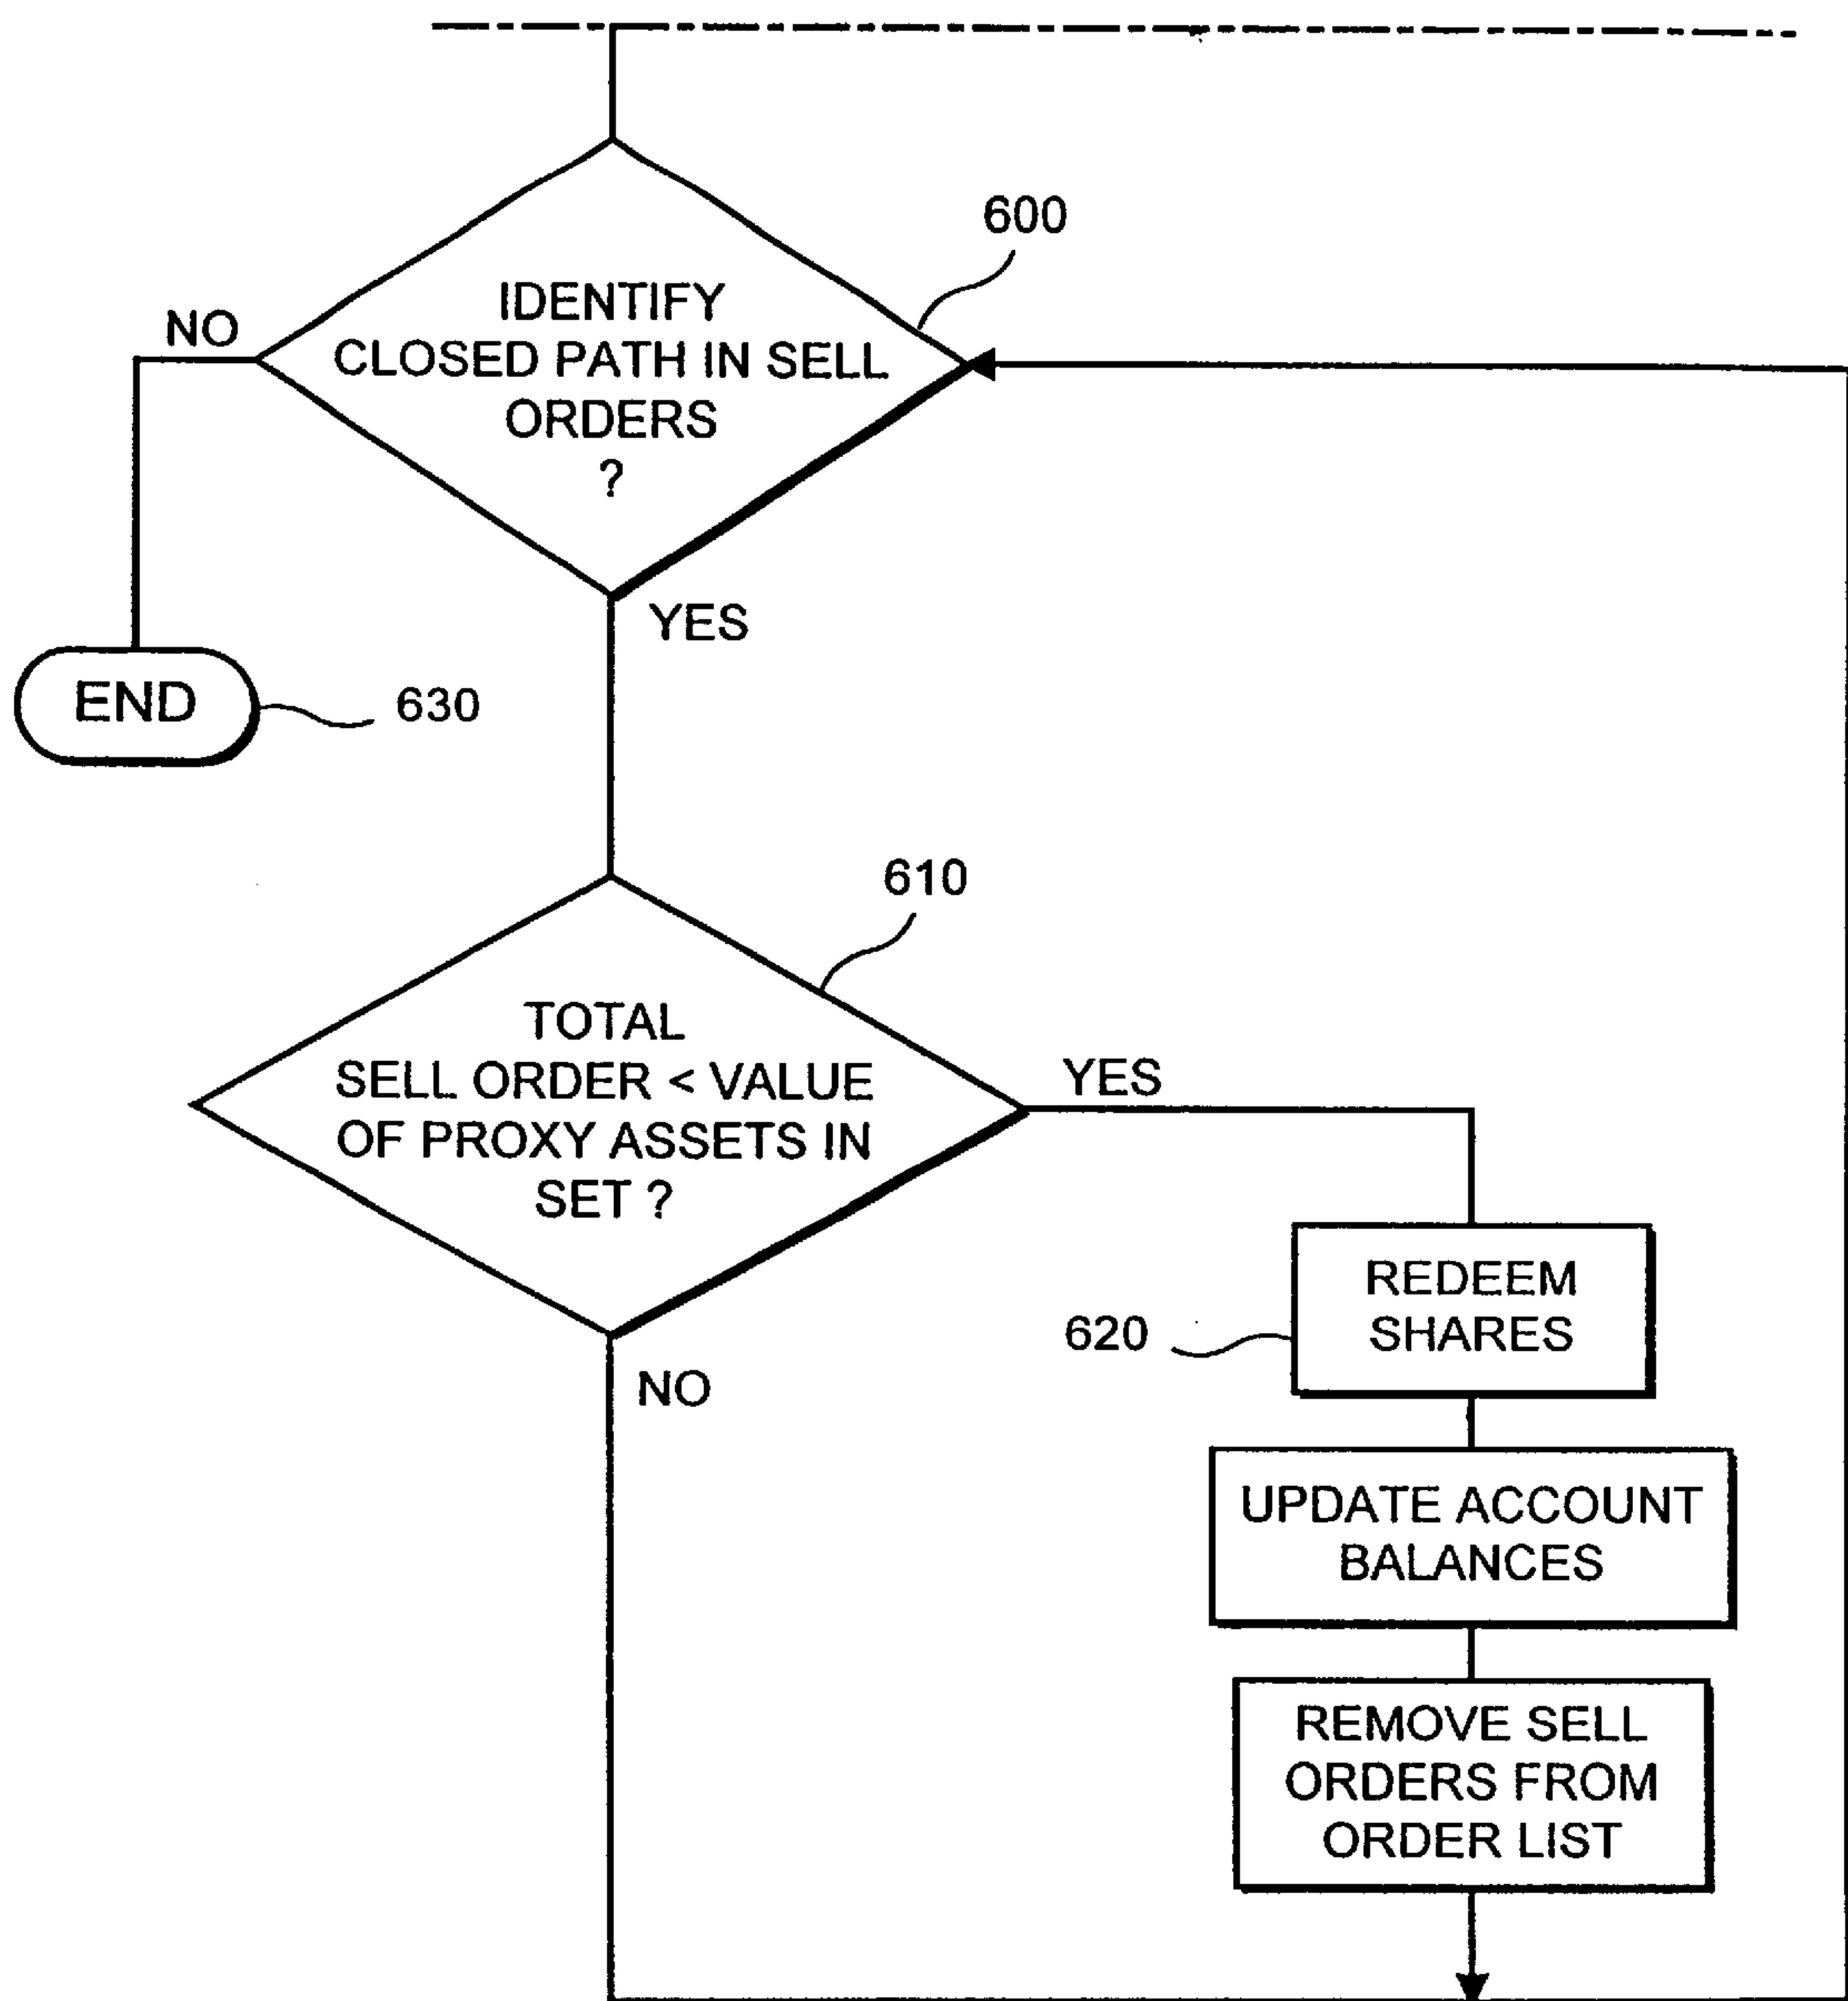 600
IDENTIFY
CLOSED PATH IN SELL
ORDERS
?
NO
YES
END
630
610
TOTAL
SELL ORDER < VALUE
OF PROXY ASSETS IN
SET ?
YES
NO
REDEEM
SHARES
620
UPDATE ACCOUNT
BALANCES
REMOVE SELL
ORDERS FROM
ORDER LIST